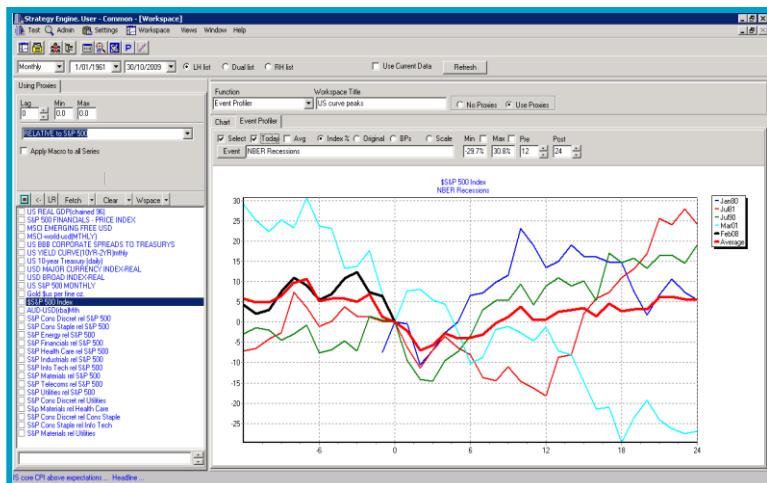 Strategy Engine. User - Common - [Workspace]
Test Admin Settings Workspace Views Window Help
P
Monthly 1/01/1961 30/10/2009 LH list Dual list RH list Use Current Data Refresh
Using Proxies
Lag Min Max
0 0.0 0.0
RELATIVE to S&P 500
Apply Macro to all Series
<- LR Fetch Clear Wspace
US REAL GDP(chained 96)
S&P 500 FINANCIALS - PRICE INDEX
MSCI EMERGING FREE USD
MSCI-world-usd(MTHLY)
US BBB CORPORATE SPREADS TO TREASURYS
US YIELD CURVE(10YR-2YR)mthly
US 10-year Treasury (daily)
USD MAJOR CURRENCY INDEX-REAL
USD BROAD INDEX-REAL
US S&P 500 MONTHLY
Gold $us per fine oz.
$S&P 500 Index
AUD-USD(rba)Mth
S&P Cons Discret rel S&P 500
S&P Cons Staple rel S&P 500
S&P Energy rel S&P 500
S&P Financials rel S&P 500
S&P Health Care rel S&P 500
S&P Industrials rel S&P 500
S&P Info Tech rel S&P 500
S&P Materials rel S&P 500
S&P Telecoms rel S&P 500
S&P Utilities rel S&P 500
S&P Cons Discret rel Utilities
S&p Materials rel Health Care
S&P Cons Discret rel Cons Staple
S&P Cons Staple rel Info Tech
S&P Materials rel Utilities
Function Workspace Title
Event Profiler US curve peaks No Proxies Use Proxies
Chart Event Profiler
Select Today Avg Index % Original BPs Scale Min Max Pre Post
Event NBER Recessions -29.7% 30.8% 12 24
$S&P 500 Index
NBER Recessions
30
25
20
15
10
5
0
-5
-10
-15
-20
-25
-6 0 6 12 18 24
Jan80
Jul81
Jul90
Mar01
Feb08
Average
IS core CPI above expectations ... Headline ...